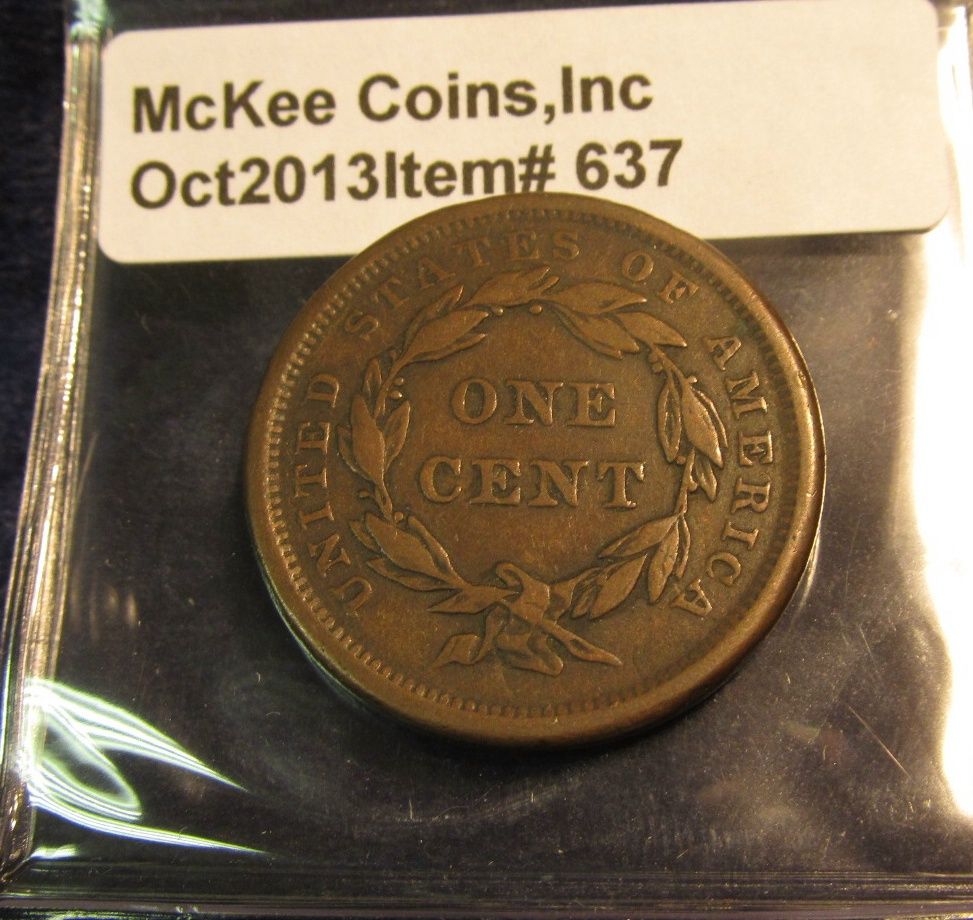 McKee Coins,Inc
Oct2013Item# 637
UNITED STATES OF AMERICA
ONE
CENT